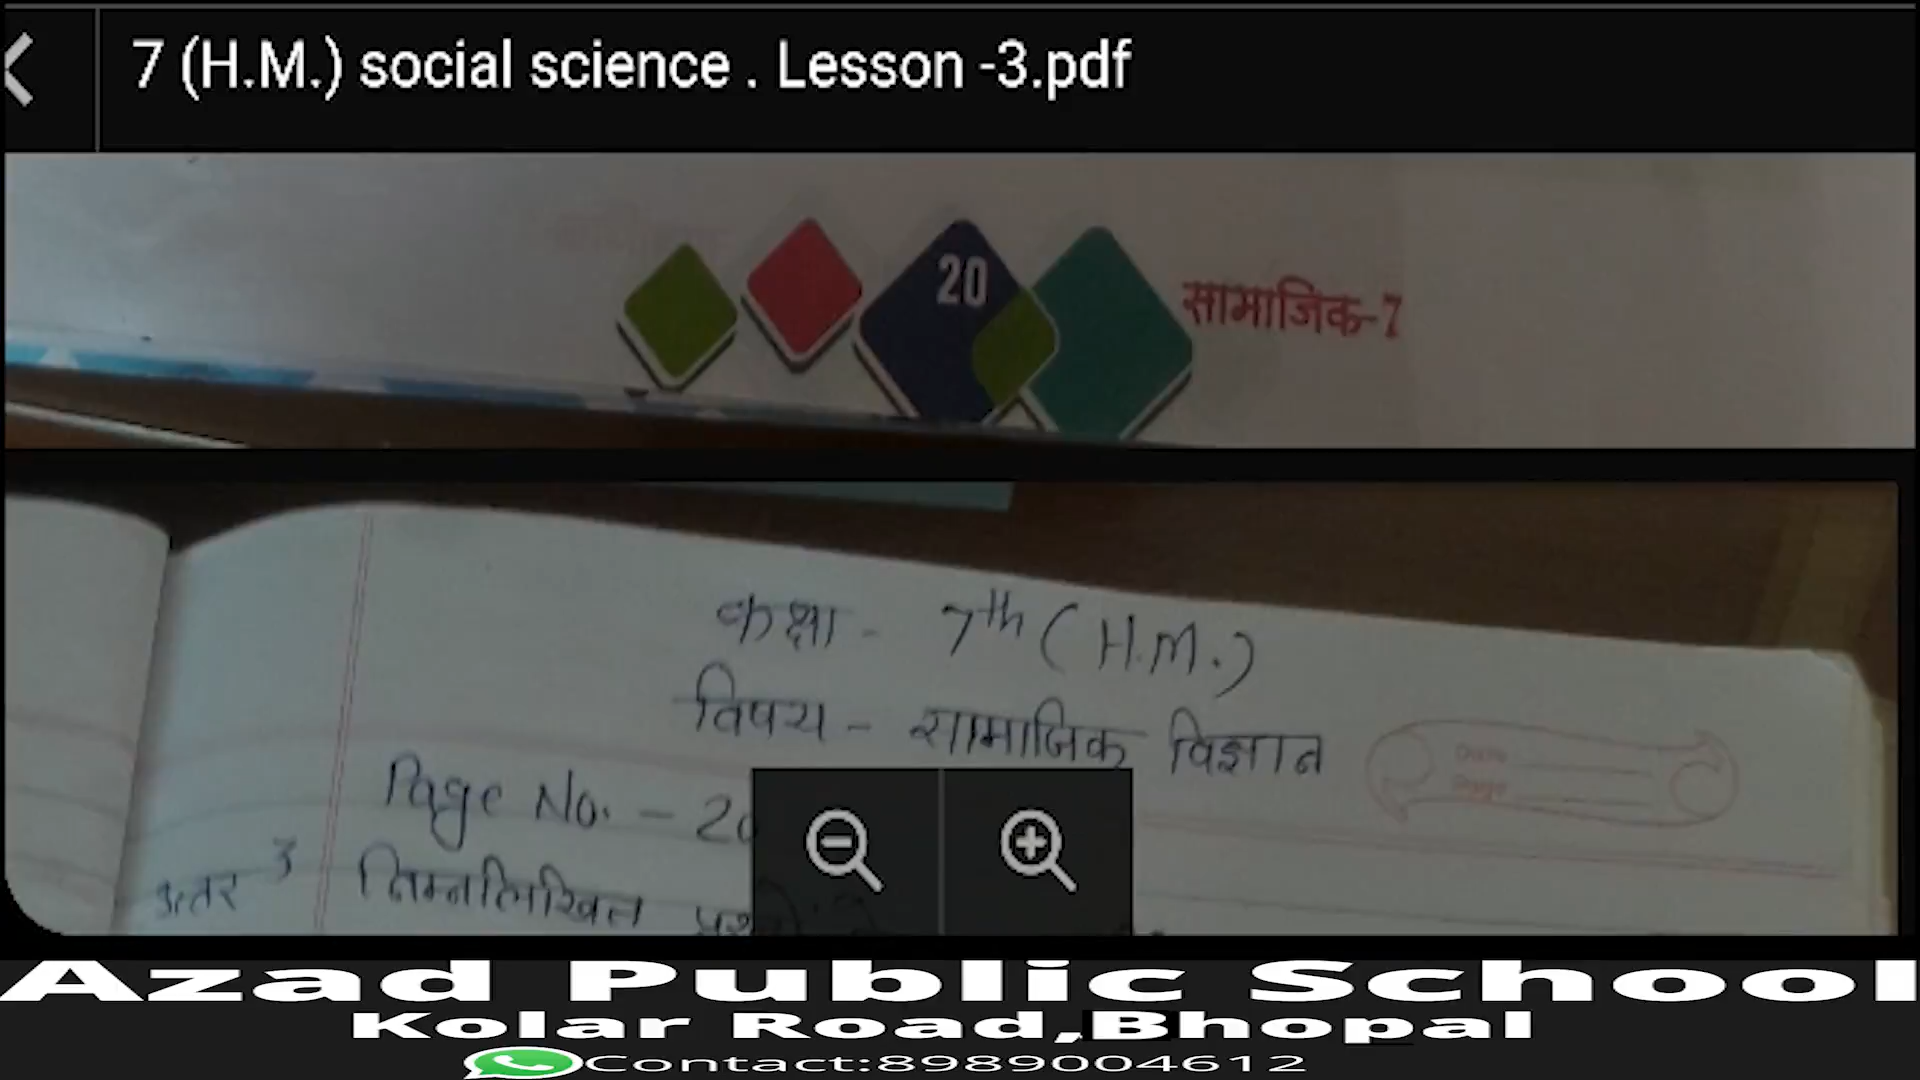 7 (H.M.) social science . Lesson -3.pdf
20
सामाजिक-7
कक्षा - 7th (H.M.)
विषय - सामाजिक विज्ञान
Page No. - 20
उत्तर 3 निम्नलिखित
Azad Public School
Kolar Road,Bhopal
Contact:8989004612